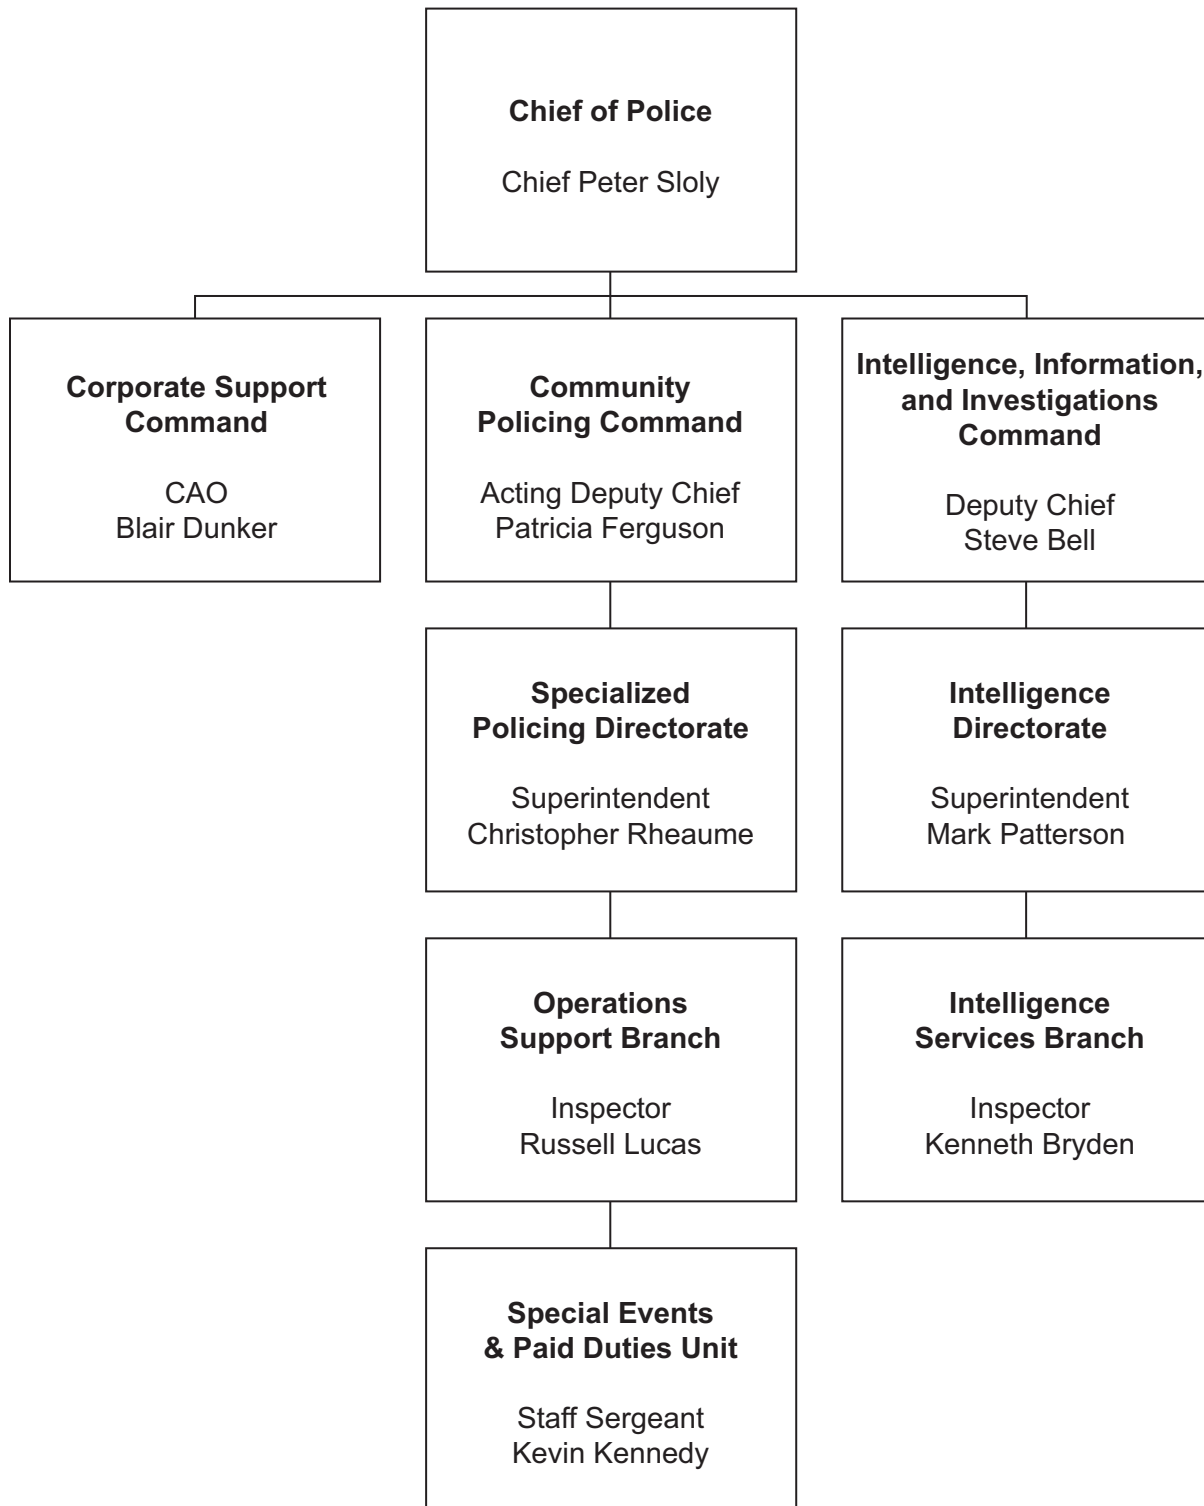 Chief of Police
Chief Peter Sloly
Corporate Support
Command
CAO
Blair Dunker
Community
Policing Command
Acting Deputy Chief
Patricia Ferguson
Intelligence, Information,
and Investigations
Command
Deputy Chief
Steve Bell
Specialized
Policing Directorate
Superintendent
Christopher Rheaume
Intelligence
Directorate
Superintendent
Mark Patterson
Operations
Support Branch
Inspector
Russell Lucas
Intelligence
Services Branch
Inspector
Kenneth Bryden
Special Events
& Paid Duties Unit
Staff Sergeant
Kevin Kennedy